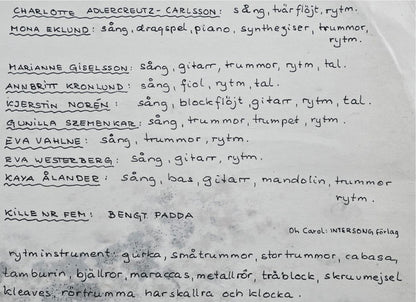 CHARLOTTE ADLERCREUTZ-CARLSSON: sång, tvärflöjt, rytm.
MONA EKLUND: sång, dragspel, piano, syntheziser, trummor,
rytm.
MARIANNE GISELSSON: sång, gitarr, trummor, rytm, tal.
ANNBRITT KRONLUND: sång, fiol, rytm, tal.
KJERSTIN NORÉN: sång, blockflöjt, gitarr, rytm, tal.
GUNILLA SZEMENKAR: sång, trummor, trumpet, rytm.
EVA VAHLNE: sång, trummor, rytm.
EVA WESTERBERG: sång, gitarr, rytm.
KAYA ÅLANDER: sång, bas, gitarr, mandolin, trummor
rytm.
KILLE NR FEM: BENGT PADDA
Oh Carol: INTERSONG förlag
rytminstrument: gurka, småtrummor, stortrummor, cabasa,
tamburin, bjällror, maraccas, metallrör, träblock, skruvmejsel
kleaves, rörtrumma harskallra och klocka.